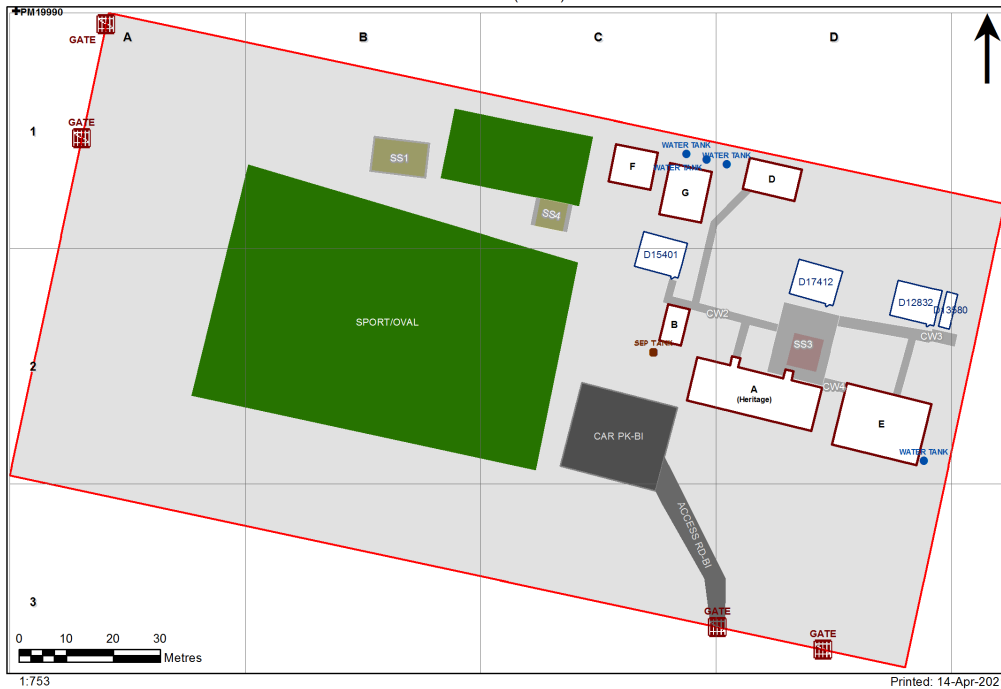 PM19990
A
B
C
D
GATE
GATE
1
WATER TANK
WATER TANK
WATER TANK
SS1
F
G
D
SS4
D15401
D17412
D12832
D13580
CW2
B
SPORT/OVAL
CW3
SEP TANK
SS3
2
CW4
A
(Heritage)
E
CAR PK-BI
WATER TANK
ACCESS RD-BI
3
GATE
GATE
0 10 20 30
Metres
1:753
Printed: 14-Apr-202